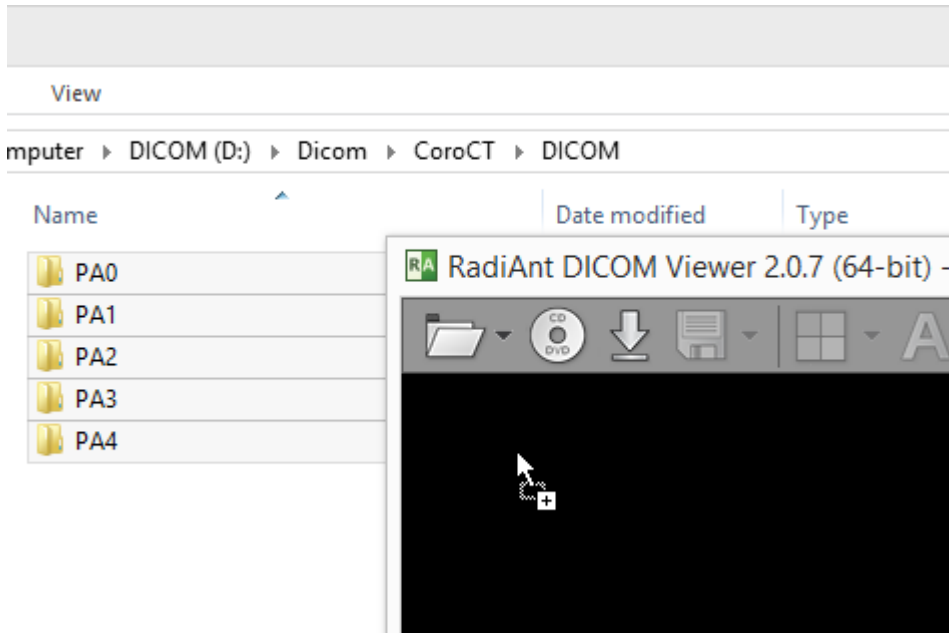 View
mputer ▸ DICOM (D:) ▸ Dicom ▸ CoroCT ▸ DICOM
Name Date modified Type
PA0
PA1
PA2
PA3
PA4
RA RadiAnt DICOM Viewer 2.0.7 (64-bit) -
CD
DVD
A